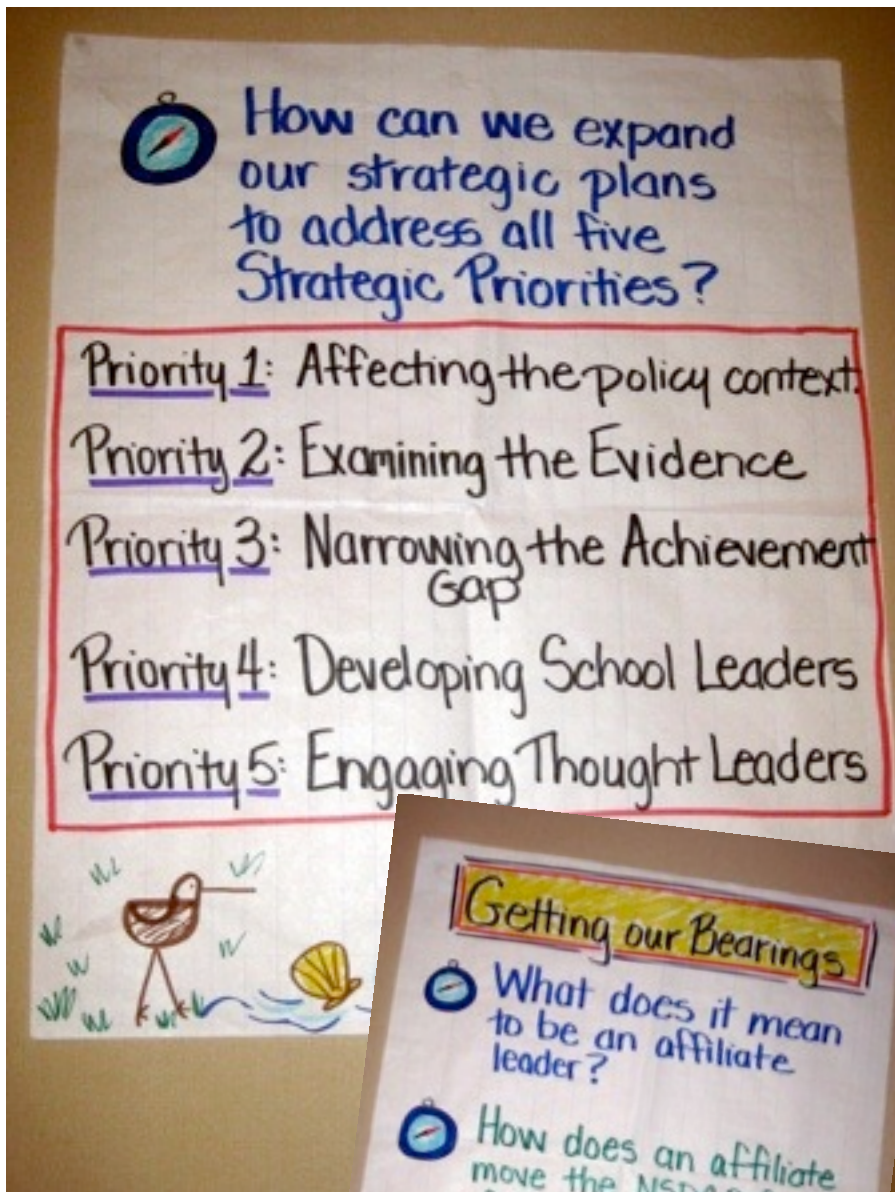 How can we expand
our strategic plans
to address all five
Strategic Priorities?
Priority 1: Affecting the policy context.
Priority 2: Examining the Evidence
Priority 3: Narrowing the Achievement
Gap
Priority 4: Developing School Leaders
Priority 5: Engaging Thought Leaders
Getting our Bearings
What does it mean
to be an affiliate
leader?
How does an affiliate
move the